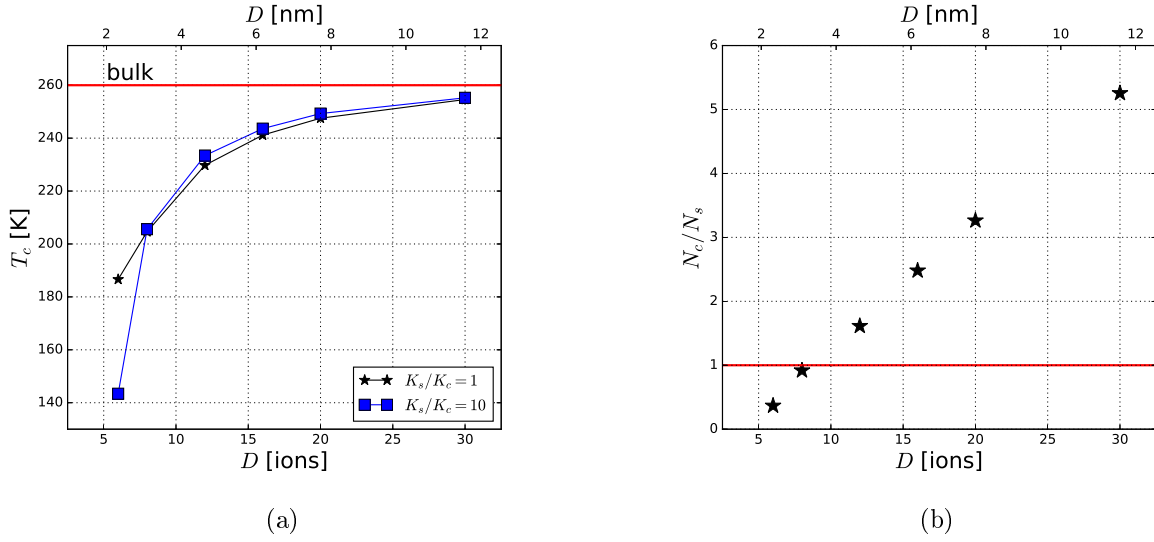 D [nm]
2 4 6 8 10 12
260
240
220
200
180
160
140
T_c [K]
bulk
K_s/K_c = 1
K_s/K_c = 10
5 10 15 20 25 30
D [ions]
(a)
D [nm]
2 4 6 8 10 12
6
5
4
3
2
1
0
N_c/N_s
5 10 15 20 25 30
D [ions]
(b)